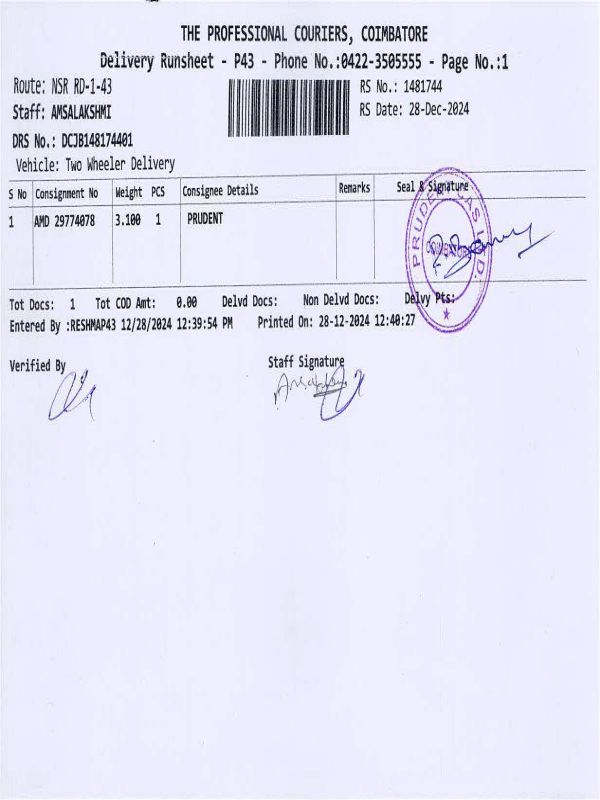 THE PROFESSIONAL COURIERS, COIMBATORE
Delivery Runsheet - P43 - Phone No.:0422-3505555 - Page No.:1
Route: NSR RD-1-43
RS No.: 1481744
Staff: AMSALAKSHMI
RS Date: 28-Dec-2024
DRS No.: DCJB148174401
Vehicle: Two Wheeler Delivery
S No Consignment No Weight PCS Consignee Details Remarks Seal & Signature
1 AMD 29774078 3.100 1 PRUDENT
COIMBATORE
Tot Docs: 1 Tot COD Amt: 0.00 Delvd Docs: Non Delvd Docs: Delvy Pts:
Entered By :RESHMAP43 12/28/2024 12:39:54 PM Printed On: 28-12-2024 12:40:27
Verified By
Staff Signature